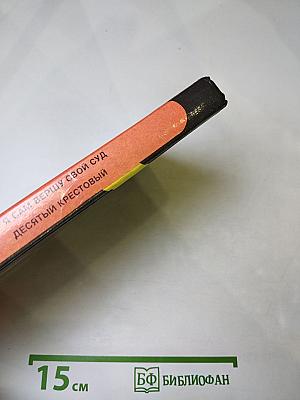 Я САМ ВЕРШУ СВОЙ СУД
ДЕСЯТЫЙ КРЕСТОВЫЙ
15 см
БФ БИБЛИОФАН